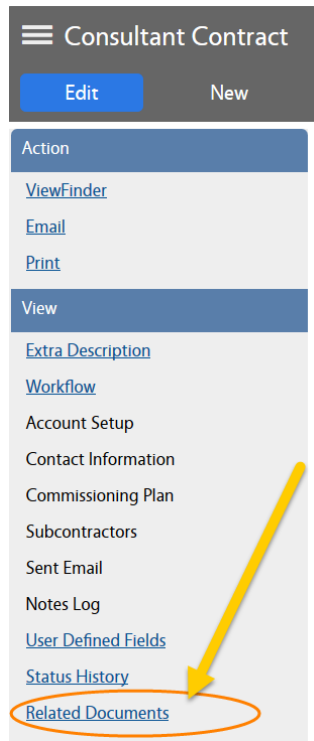 Consultant Contract
Edit New
Action
ViewFinder
Email
Print
View
Extra Description
Workflow
Account Setup
Contact Information
Commissioning Plan
Subcontractors
Sent Email
Notes Log
User Defined Fields
Status History
Related Documents